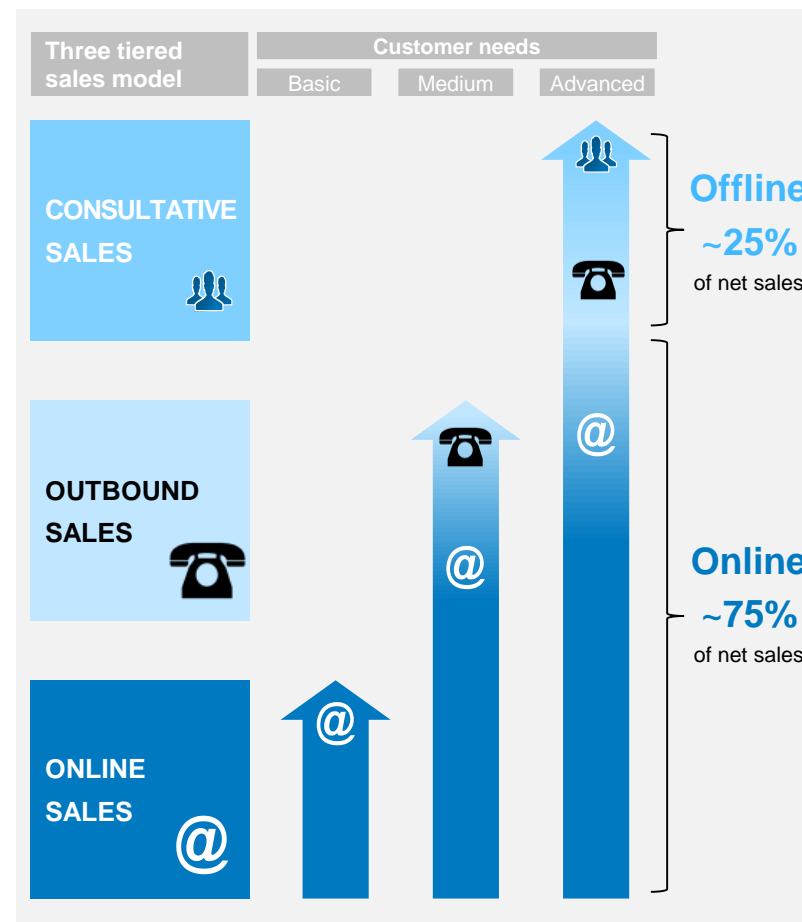 Three tiered
sales model
Customer needs
Basic
Medium
Advanced
CONSULTATIVE
SALES
Offline
~25%
of net sales
OUTBOUND
SALES
@
@
Online
~75%
of net sales
ONLINE
SALES
@
@